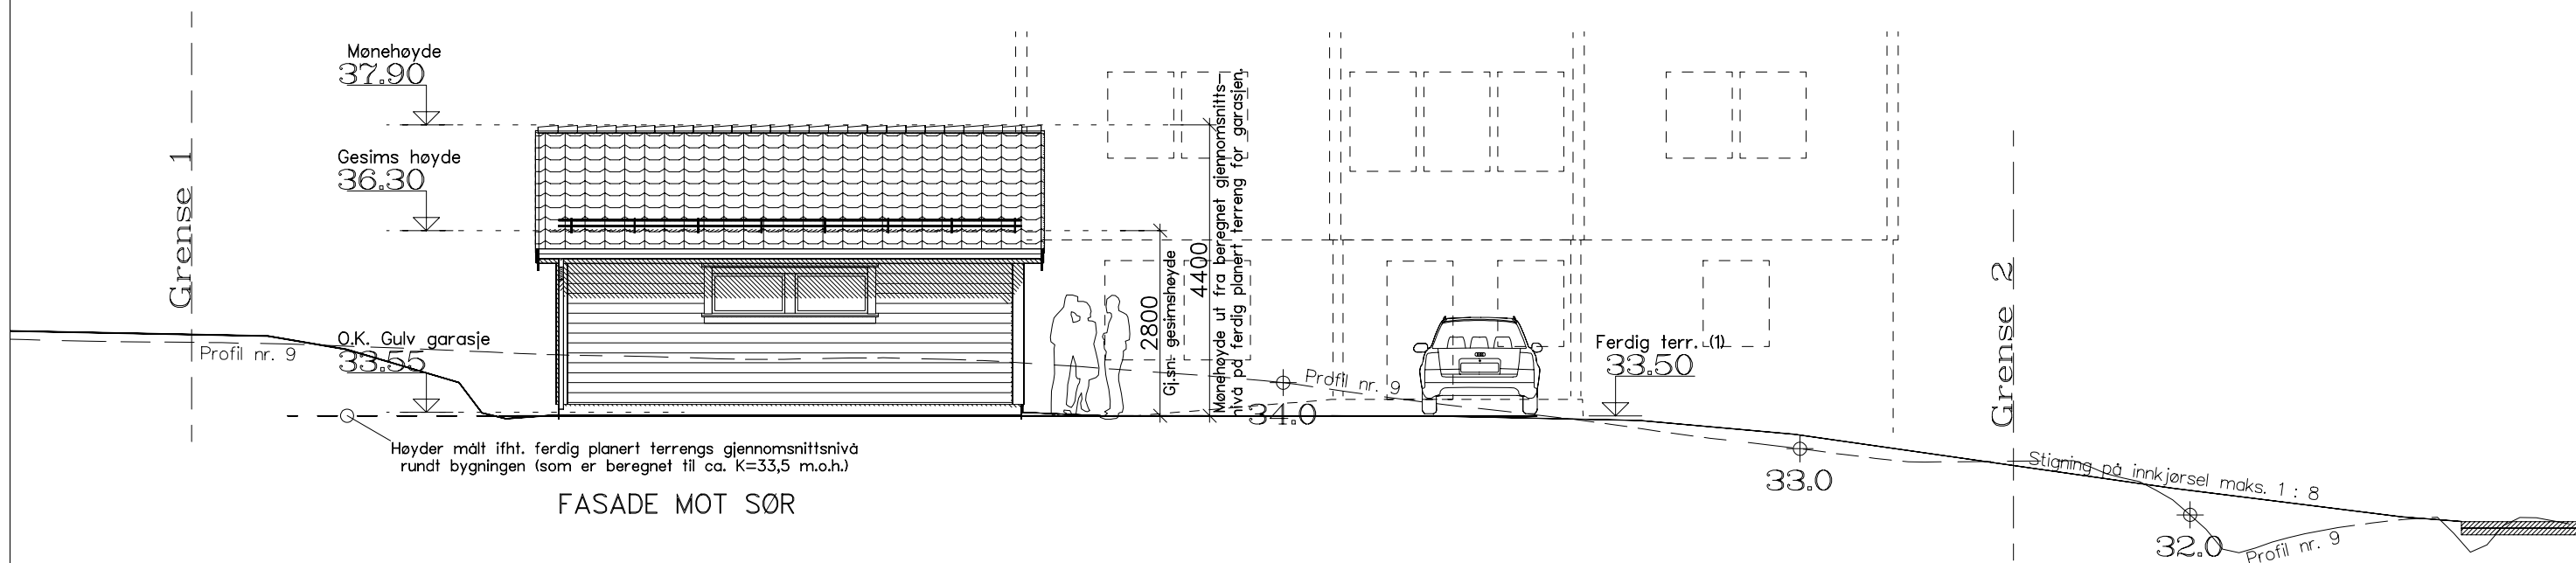 Mønehøyde
37.90
Gesims høyde
36.30
Grense 1
O.K. Gulv garasje
33.55
Profil nr. 9
Høyder målt ifht. ferdig planert terrengs gjennomsnittsnivå
rundt bygningen (som er beregnet til ca. K=33,5 m.o.h.)
FASADE MOT SØR
2800
Gj.sn. gesimshøyde
4400
Mønehøyde ut fra beregnet gjennomsnitts-
nivå på ferdig planert terreng for garasjen.
34.0
Profil nr. 9
Ferdig terr. (1)
33.50
33.0
Grense 2
Stigning på innkjørsel maks. 1 : 8
32.0
Profil nr. 9